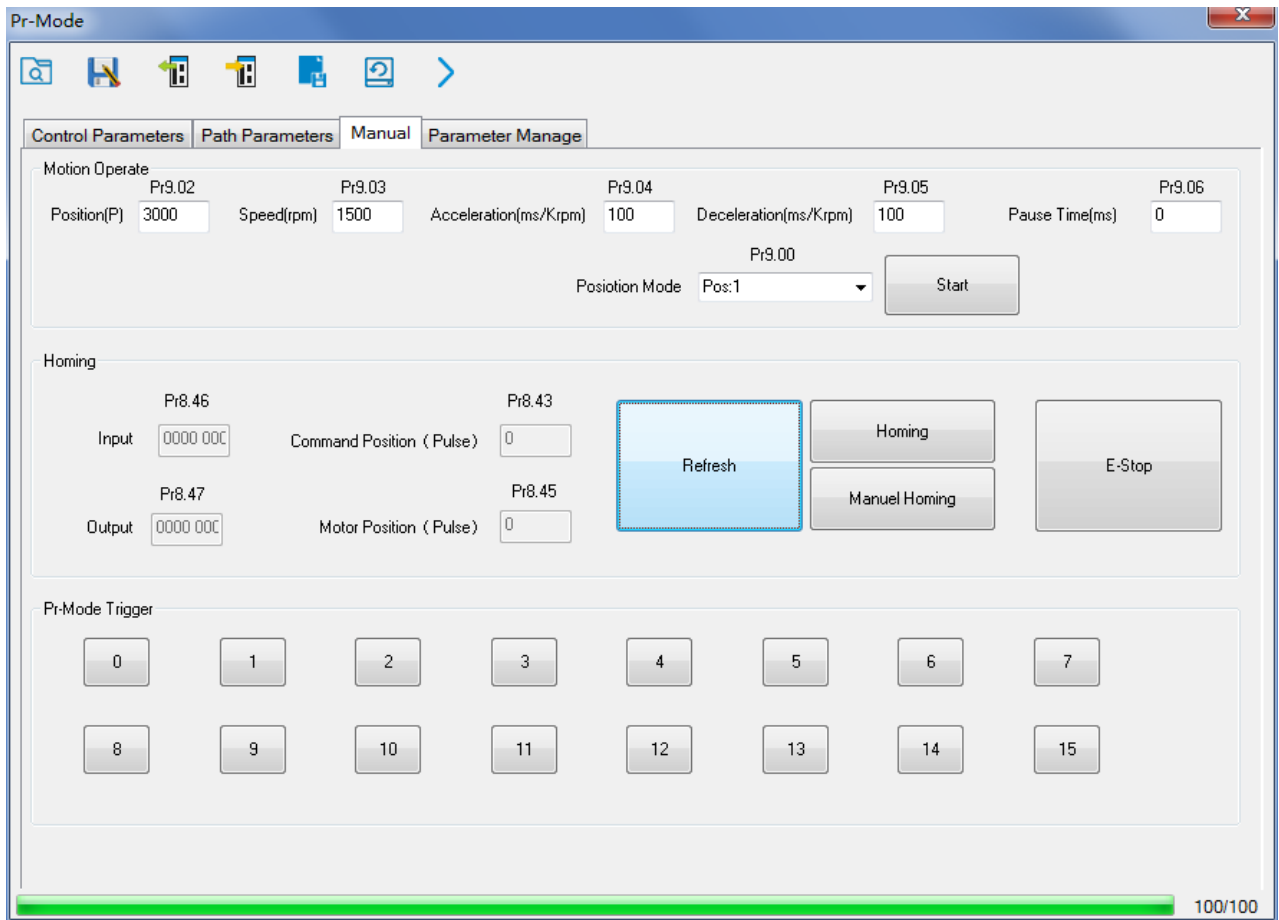 Pr-Mode
x
Control Parameters Path Parameters Manual Parameter Manage
Motion Operate
Pr9.02 Pr9.03 Pr9.04 Pr9.05 Pr9.06
Position(P) 3000 Speed(rpm) 1500 Acceleration(ms/Krpm) 100 Deceleration(ms/Krpm) 100 Pause Time(ms) 0
Pr9.00
Posiotion Mode Pos:1 Start
Homing
Pr8.46 Pr8.43
Input 0000 000 Command Position ( Pulse ) 0
Refresh Homing E-Stop
Manuel Homing
Pr8.47 Pr8.45
Output 0000 000 Motor Position ( Pulse ) 0
Pr-Mode Trigger
0 1 2 3 4 5 6 7
8 9 10 11 12 13 14 15
100/100